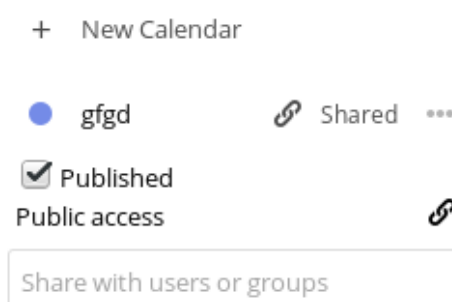 + New Calendar
gfgd Shared •••
Published
Public access
Share with users or groups